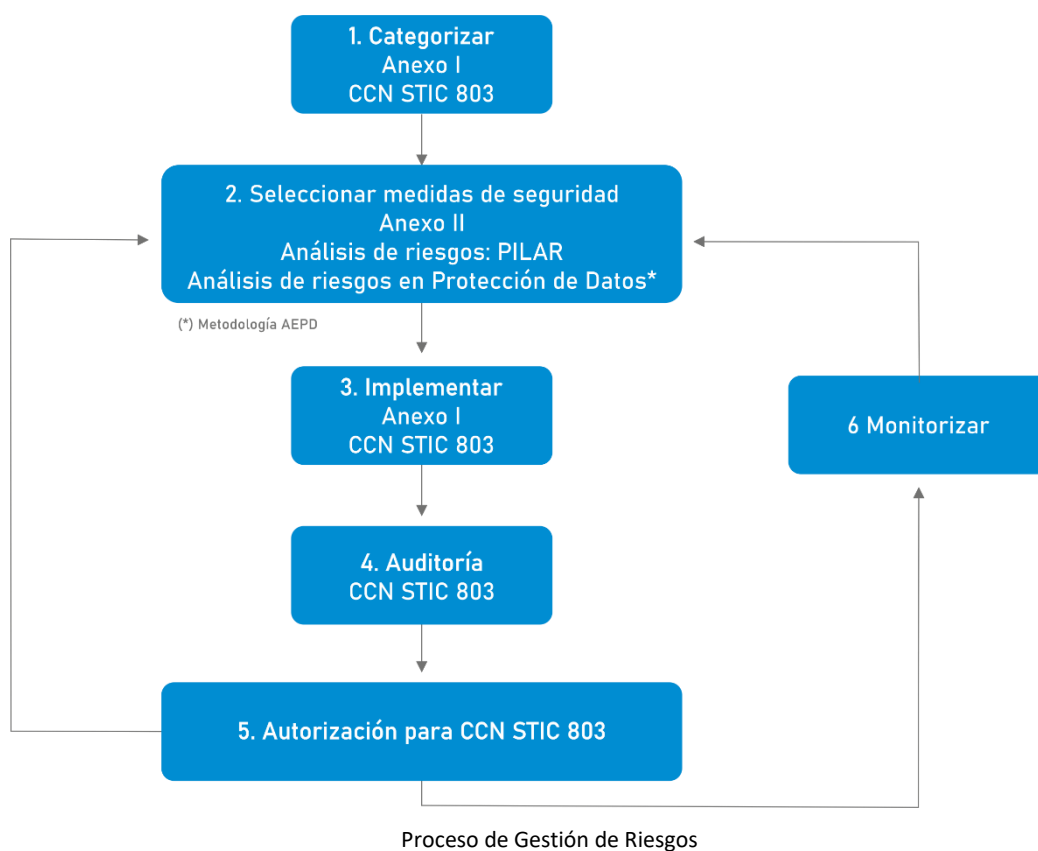 1. Categorizar
Anexo I
CCN STIC 803
2. Seleccionar medidas de seguridad
Anexo II
Análisis de riesgos: PILAR
Análisis de riesgos en Protección de Datos*
(*) Metodología AEPD
3. Implementar
Anexo I
CCN STIC 803
6 Monitorizar
4. Auditoría
CCN STIC 803
5. Autorización para CCN STIC 803
Proceso de Gestión de Riesgos